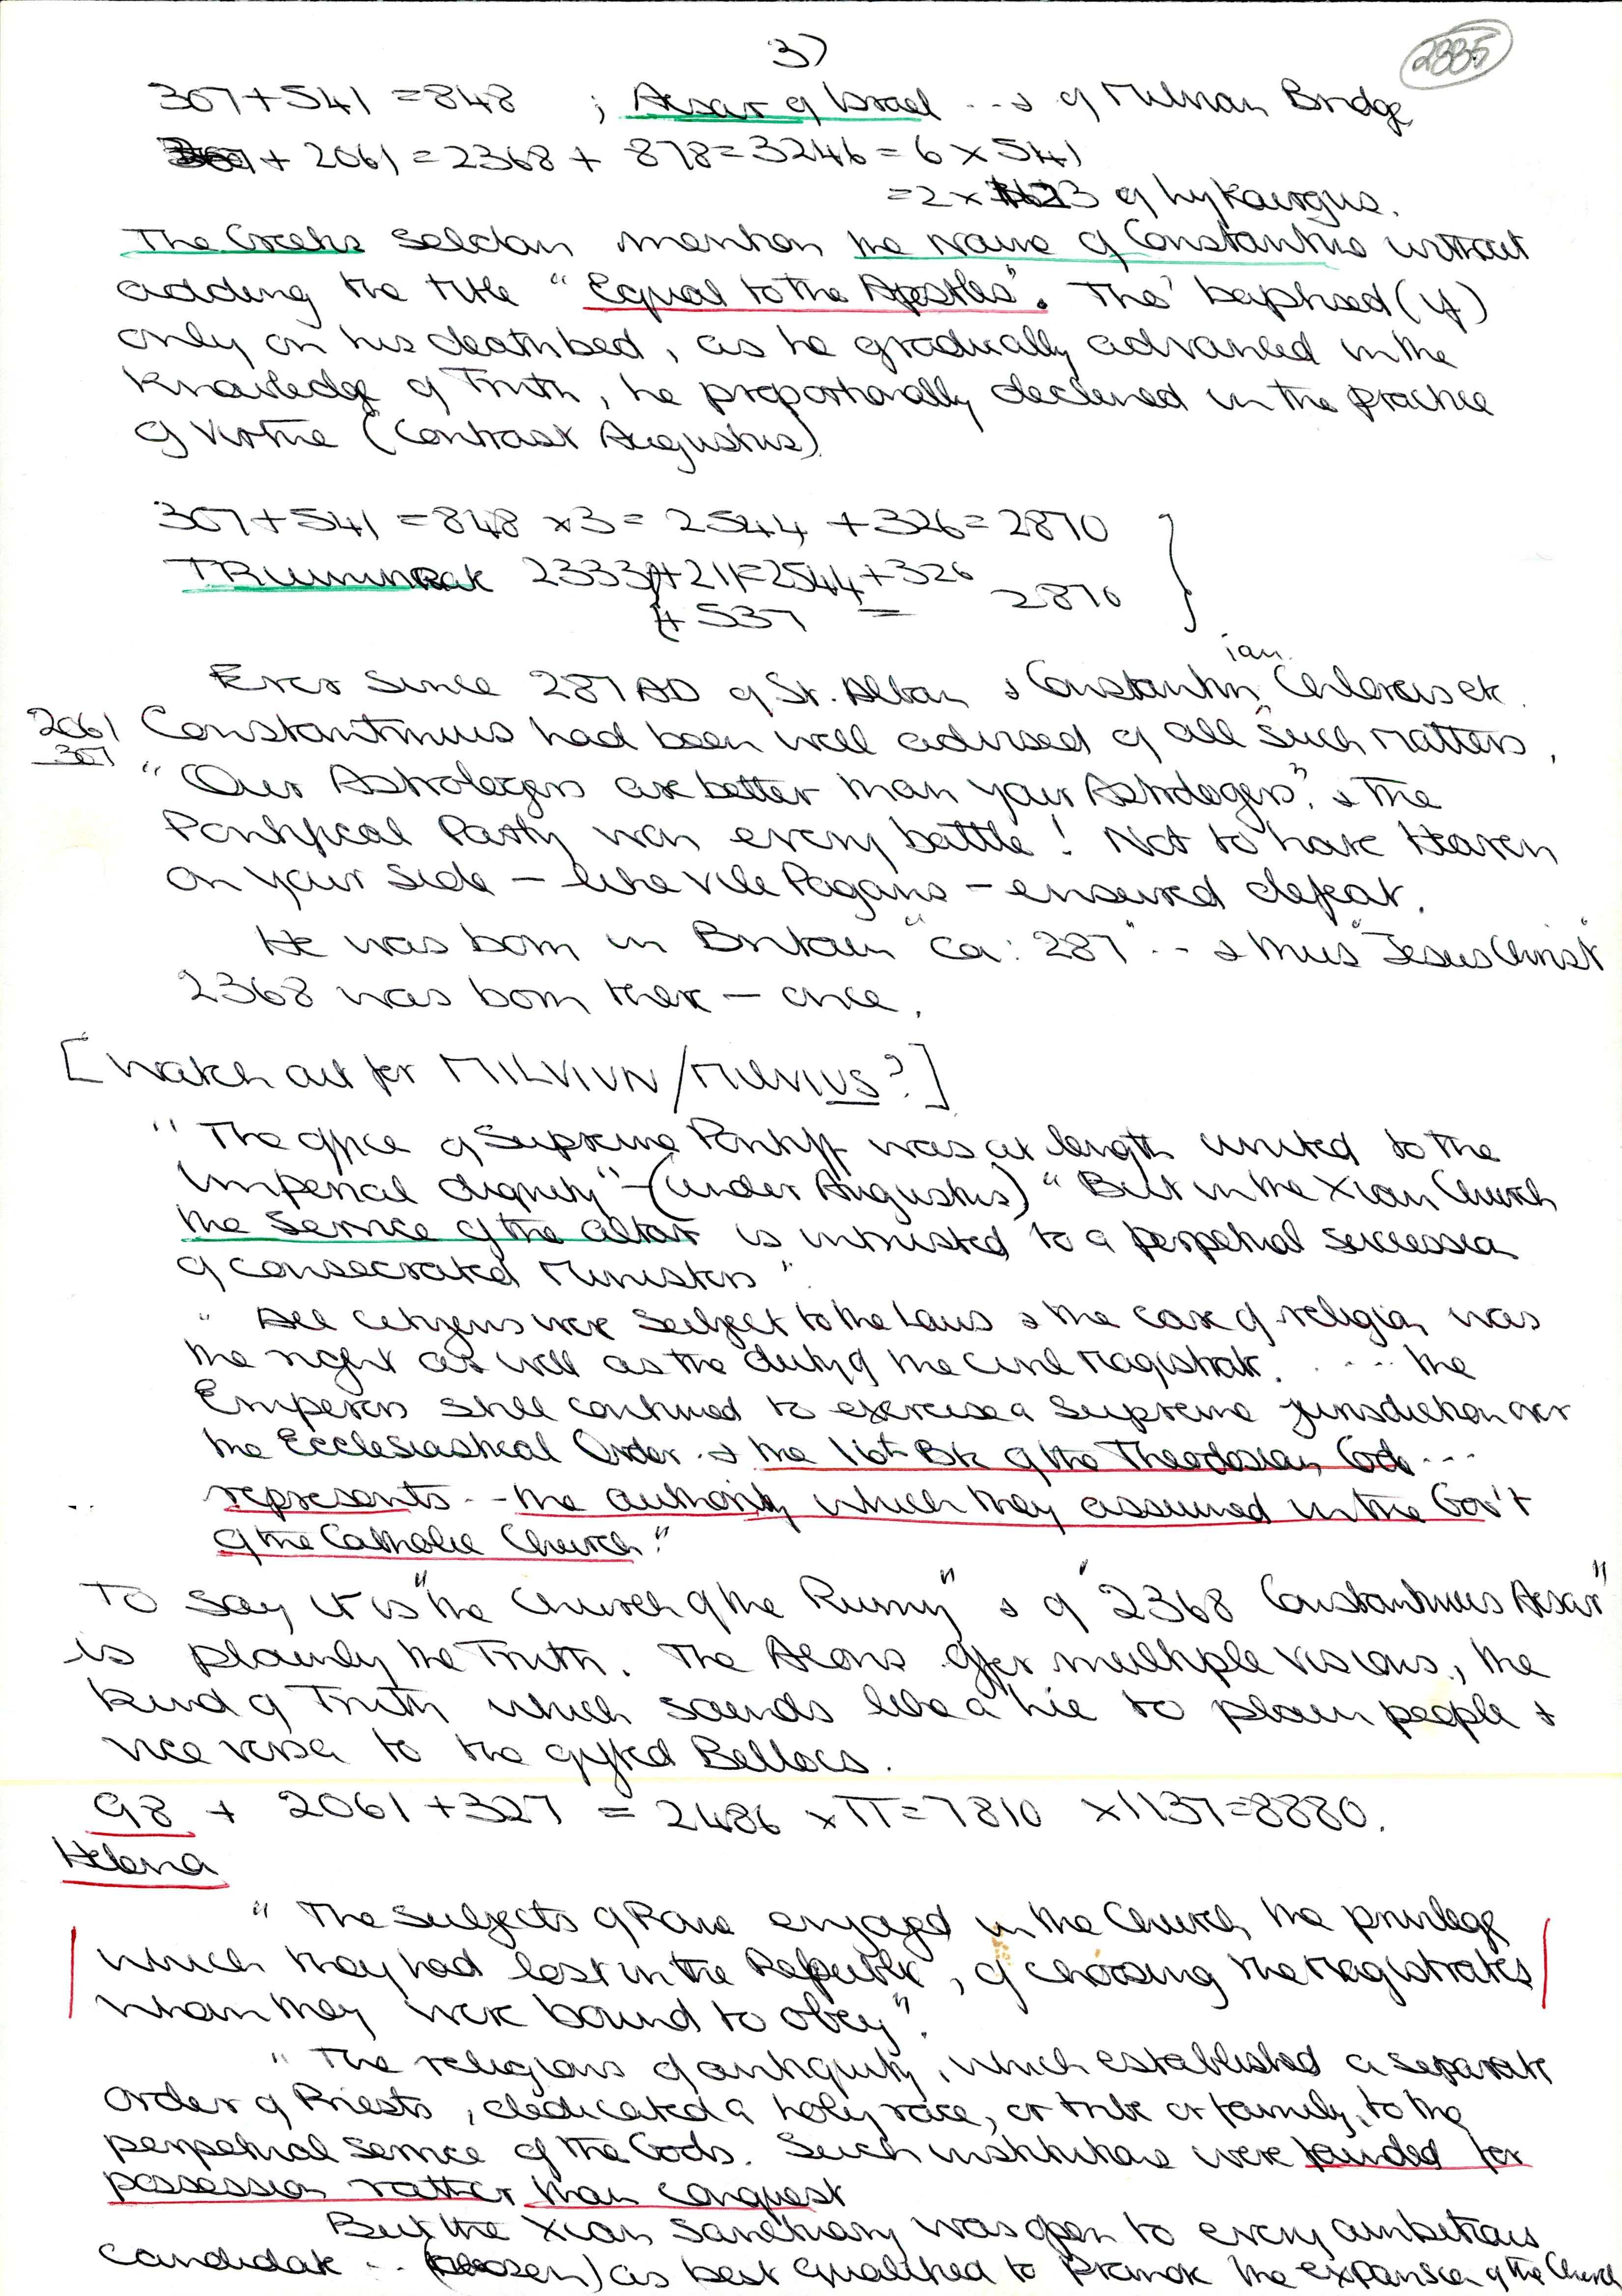 3)
2885
307 + 541 = 848 ; Aesar of Israel ... & of Mulvian Bridge
307 + 2061 = 2368 + 878 = 3246 = 6 x 541
= 2 x 1623 of Lykourgus.
The Greeks seldom mention the name of Constantine without
adding the title "Equal to the Apostles". Tho' baptised (if)
only on his deathbed, as he gradually advanced in the
knowledge of Truth, he proportionally declined in the practice
of virtue (contrast Augustus).
307 + 541 = 848 x 3 = 2544 + 326 = 2870
2333 + 211 = 2544 + 326
+ 537 = 2870
Ever since 287 AD of St. Alban & Constantin ian etc.
2061 Constantinus had been well advised of all such matters.
307 "Our Astrologers are better than your Astrologers", & the
Pontifical Party won every battle! Not to have Heaven
on your side – like vile Pagans – ensured defeat.
He was born in Britain "ca: 287" .. & thus "Jesus Christ"
2368 was born there – once.
[Watch out for MILVIUN/Mulvius?]
"The office of Supreme Pontiff was at length united to the
Imperial dignity" – (under Augustus) "But in the Xian Church
the service of the altar is intrusted to a perpetual succession
of consecrated Ministers".
"All citizens were subject to the Laws & the care of religion was
the right as well as the duty of the civil magistrate. .... the
Emperors still continued to exercise a supreme jurisdiction over
the Ecclesiastical Order .. & the 16th Bk of the Theodosian Code ...
represents .. the authority which they assumed in the Gov't
of the Catholic Church."
To say it is "the Church of the Rumy" & of "2368 Constantinus Aesar"
is plainly the Truth. The Aeons offer multiple visions, the
kind of Truth which sounds like a lie to plain people &
vice versa to the gifted Bellocs.
98 + 2061 + 327 = 2486 x π = 7810 x 1137 = 8880.
Helena
"The subjects of Rome enjoyed in the Church the privilege
which they had lost in the Republic, of choosing the Magistrates
whom they were bound to obey".
"The religions of antiquity, which established a separate
order of Priests, dedicated a holy race, or tribe or family, to the
perpetual service of the Gods. Such institutions were founded for
possession rather than conquest
But the Xian sanctuary was open to every ambitious
candidate .. (chosen) as best qualified to promote the expansion of the Church